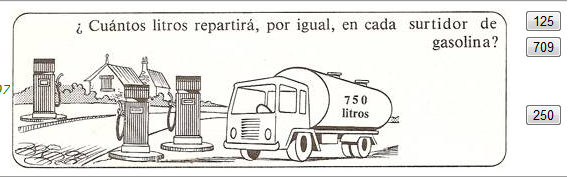 ¿ Cuántos litros repartirá, por igual, en cada surtidor de
gasolina?
750
litros
125
709
250